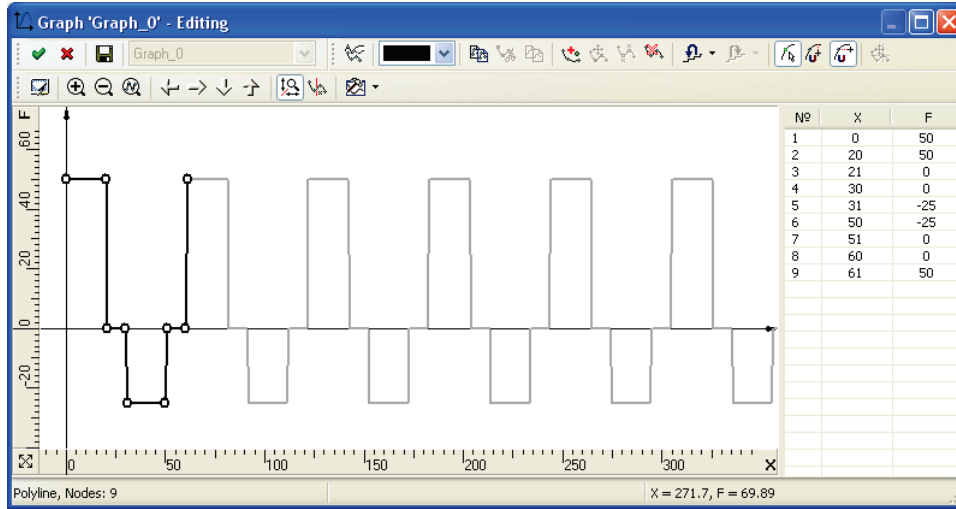 Graph 'Graph_0' - Editing
Graph_0
F
60
40
20
0
-20
0 50 100 150 200 250 300 X
Nº X F
1 0 50
2 20 50
3 21 0
4 30 0
5 31 -25
6 50 -25
7 51 0
8 60 0
9 61 50
Polyline, Nodes: 9 X = 271.7, F = 69.89